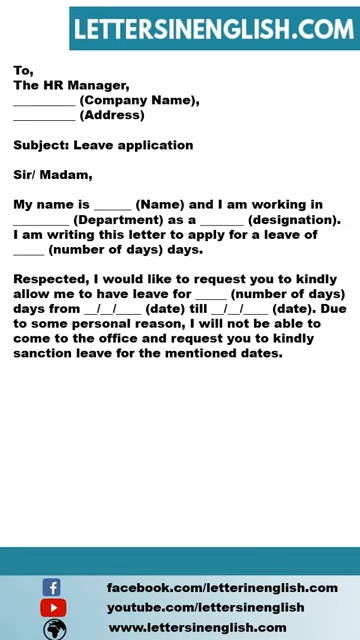 LETTERSINENGLISH.COM
To,
The HR Manager,
__________ (Company Name),
__________ (Address)
Subject: Leave application
Sir/ Madam,
My name is ______ (Name) and I am working in
_________ (Department) as a _______ (designation).
I am writing this letter to apply for a leave of
_____ (number of days) days.
Respected, I would like to request you to kindly
allow me to have leave for _____ (number of days)
days from __/__/____ (date) till __/__/____ (date). Due
to some personal reason, I will not be able to
come to the office and request you to kindly
sanction leave for the mentioned dates.
facebook.com/letterinenglish.com
youtube.com/lettersinenglish
www.lettersinenglish.com